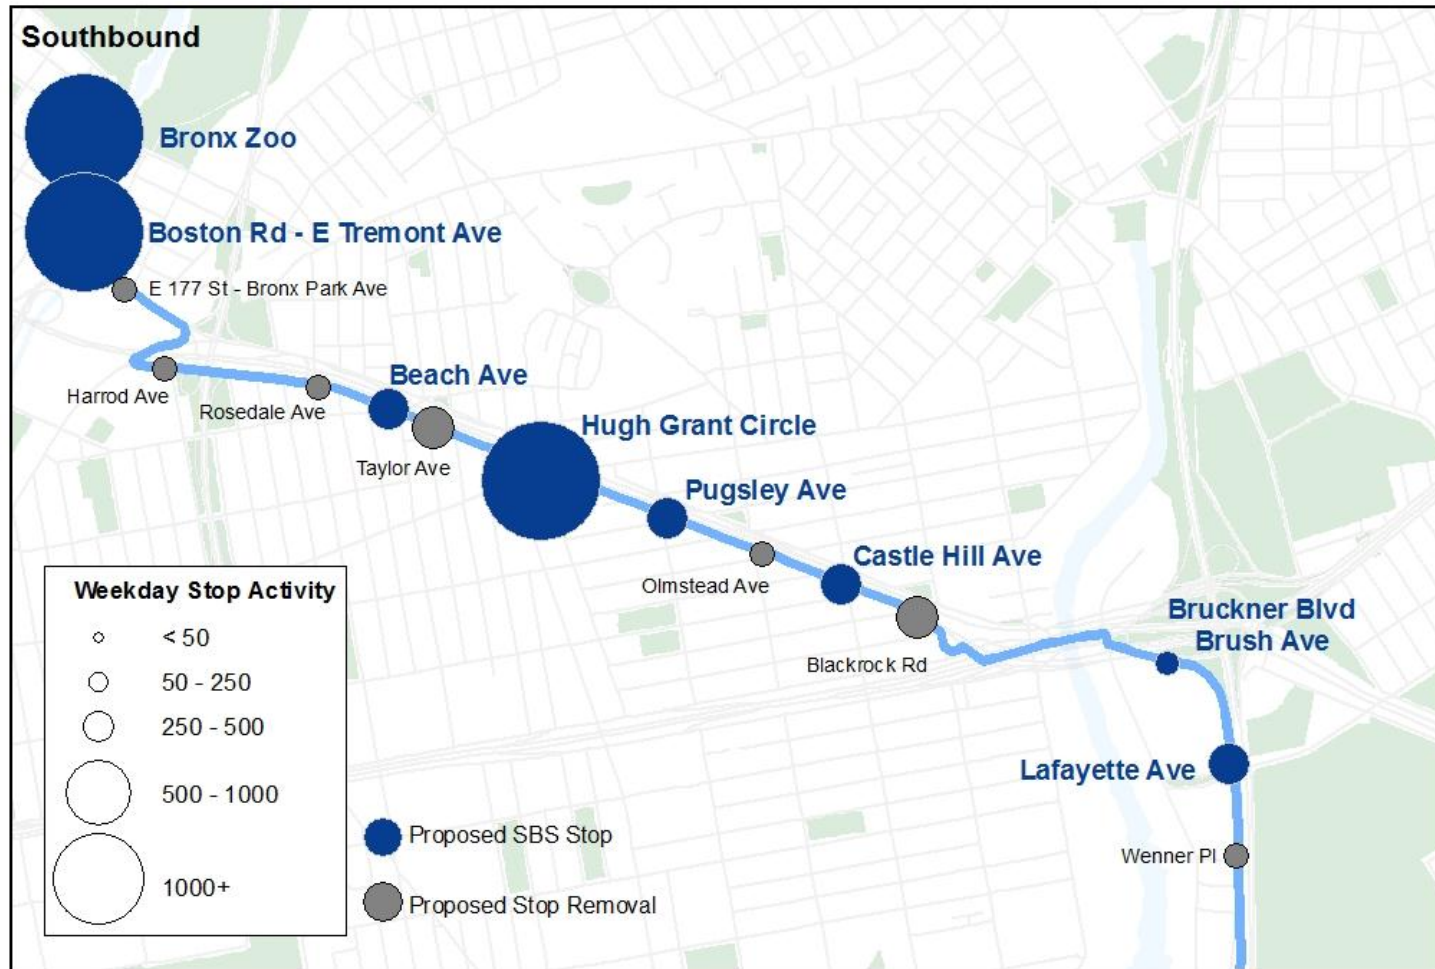 Southbound
Bronx Zoo
Boston Rd - E Tremont Ave
E 177 St - Bronx Park Ave
Harrod Ave
Rosedale Ave
Beach Ave
Taylor Ave
Hugh Grant Circle
Pugsley Ave
Olmstead Ave
Castle Hill Ave
Blackrock Rd
Bruckner Blvd
Brush Ave
Lafayette Ave
Wenner Pl
Weekday Stop Activity
< 50
50 - 250
250 - 500
500 - 1000
1000+
Proposed SBS Stop
Proposed Stop Removal